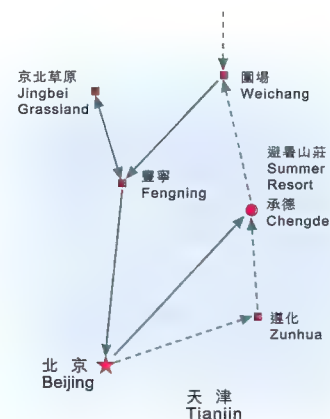 京北草原
Jingbei
Grassland
圍場
Weichang
豐寧
Fengning
避暑山莊
Summer
Resort
承德
Chengde
遵化
Zunhua
北京
Beijing
天津
Tianjin